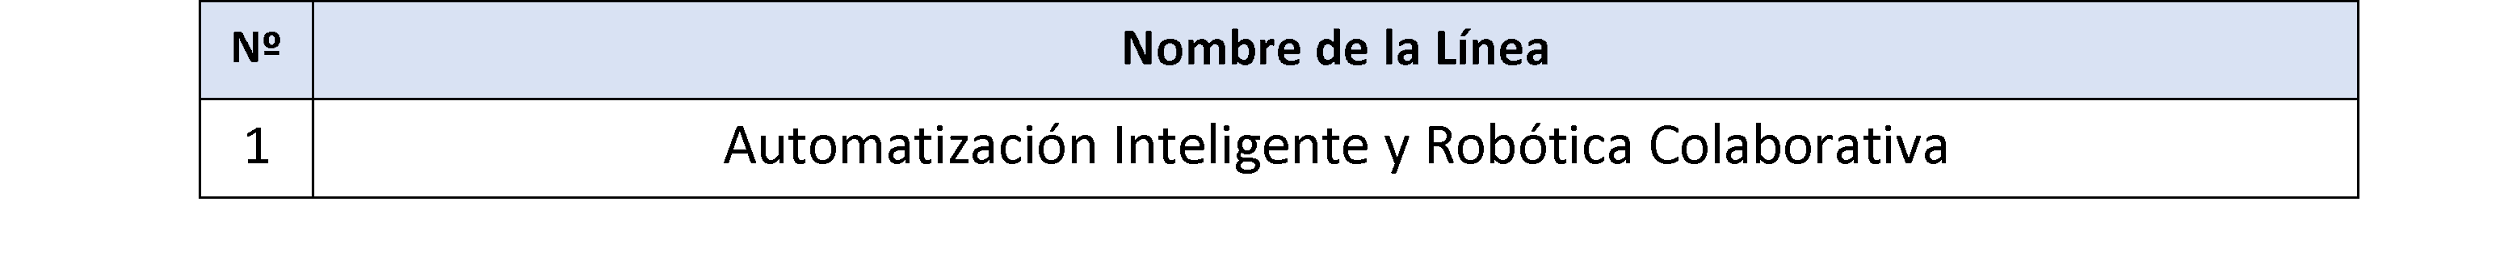 Nº Nombre de la Línea
1 Automatización Inteligente y Robótica Colaborativa